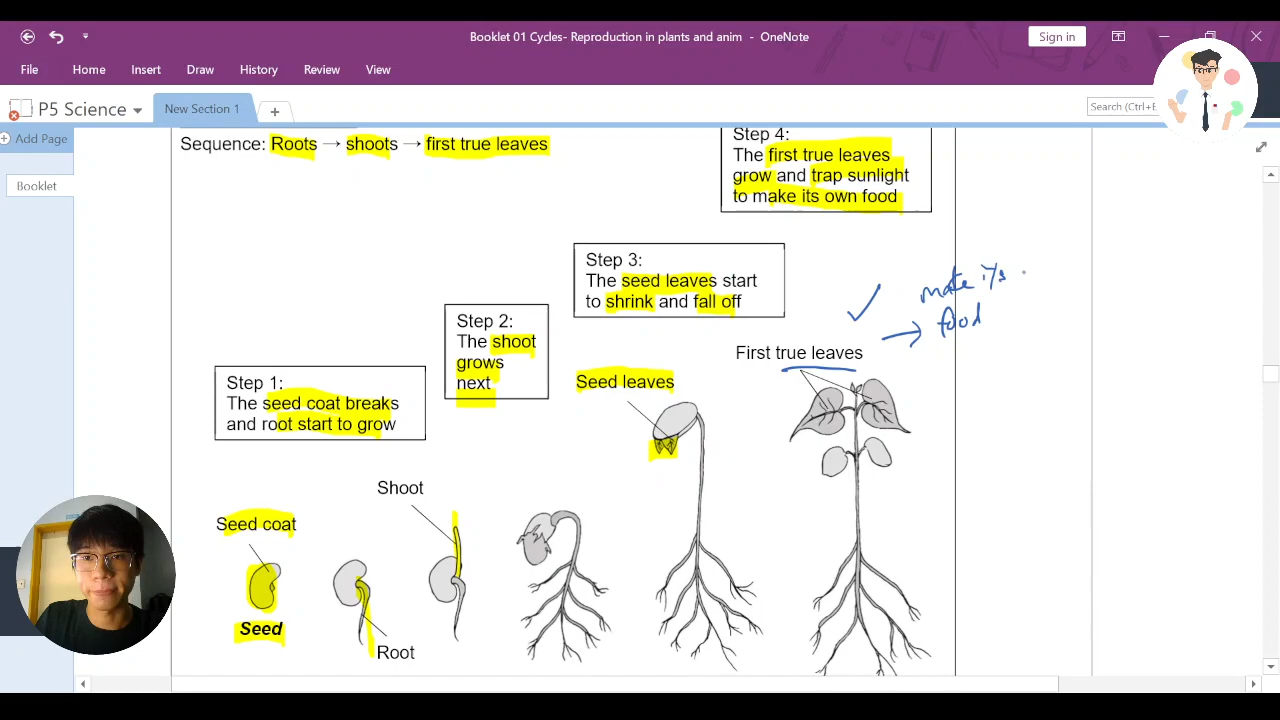 Booklet 01 Cycles- Reproduction in plants and anim - OneNote
Sign in
File Home Insert Draw History Review View
P5 Science
New Section 1
+
Search (Ctrl+E
Add Page
Booklet
Sequence: Roots → shoots → first true leaves
Step 4:
The first true leaves
grow and trap sunlight
to make its own food
Step 3:
The seed leaves start
to shrink and fall off
make its
food
Step 2:
The shoot
grows
next
First true leaves
Step 1:
The seed coat breaks
and root start to grow
Seed leaves
Shoot
Seed coat
Seed
Root